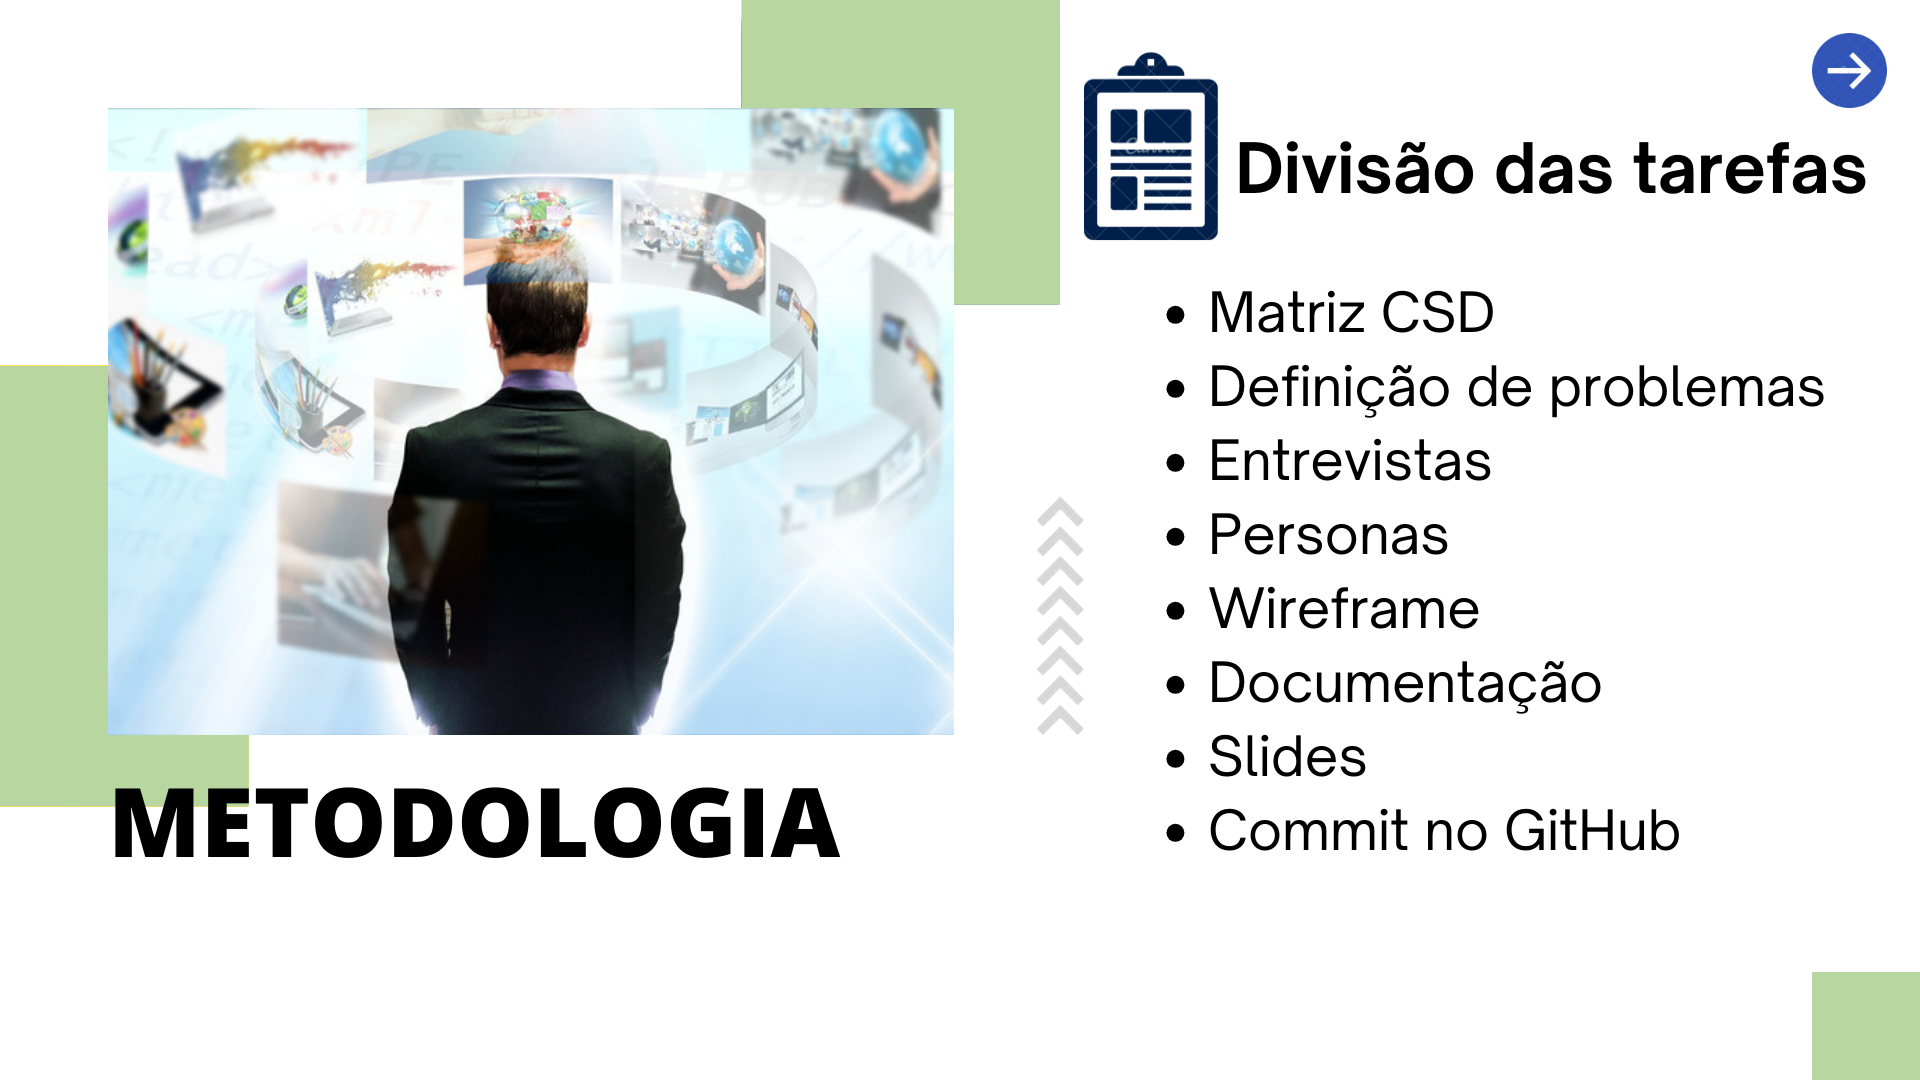 Divisão das tarefas
• Matriz CSD
• Definição de problemas
• Entrevistas
• Personas
• Wireframe
• Documentação
• Slides
• Commit no GitHub
METODOLOGIA